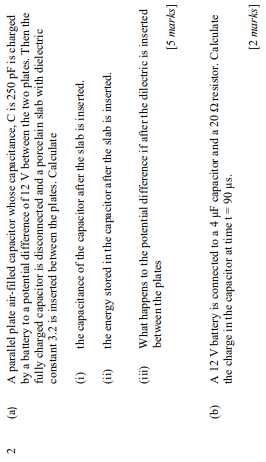 2 (a) A parallel plate air-filled capacitor whose capacitance, C is 250 pF is charged
by a battery to a potential difference of 12 V between the two plates. Then the
fully charged capacitor is disconnected and a porcelain slab with dielectric
constant 3.2 is inserted between the plates. Calculate
(i) the capacitance of the capacitor after the slab is inserted.
(ii) the energy stored in the capacitor after the slab is inserted.
(iii) What happens to the potential difference if after the dilectric is inserted
between the plates
[5 marks]
(b) A 12 V battery is connected to a 4 µF capacitor and a 20 Ω resistor. Calculate
the charge in the capacitor at time t = 90 µs.
[2 marks]